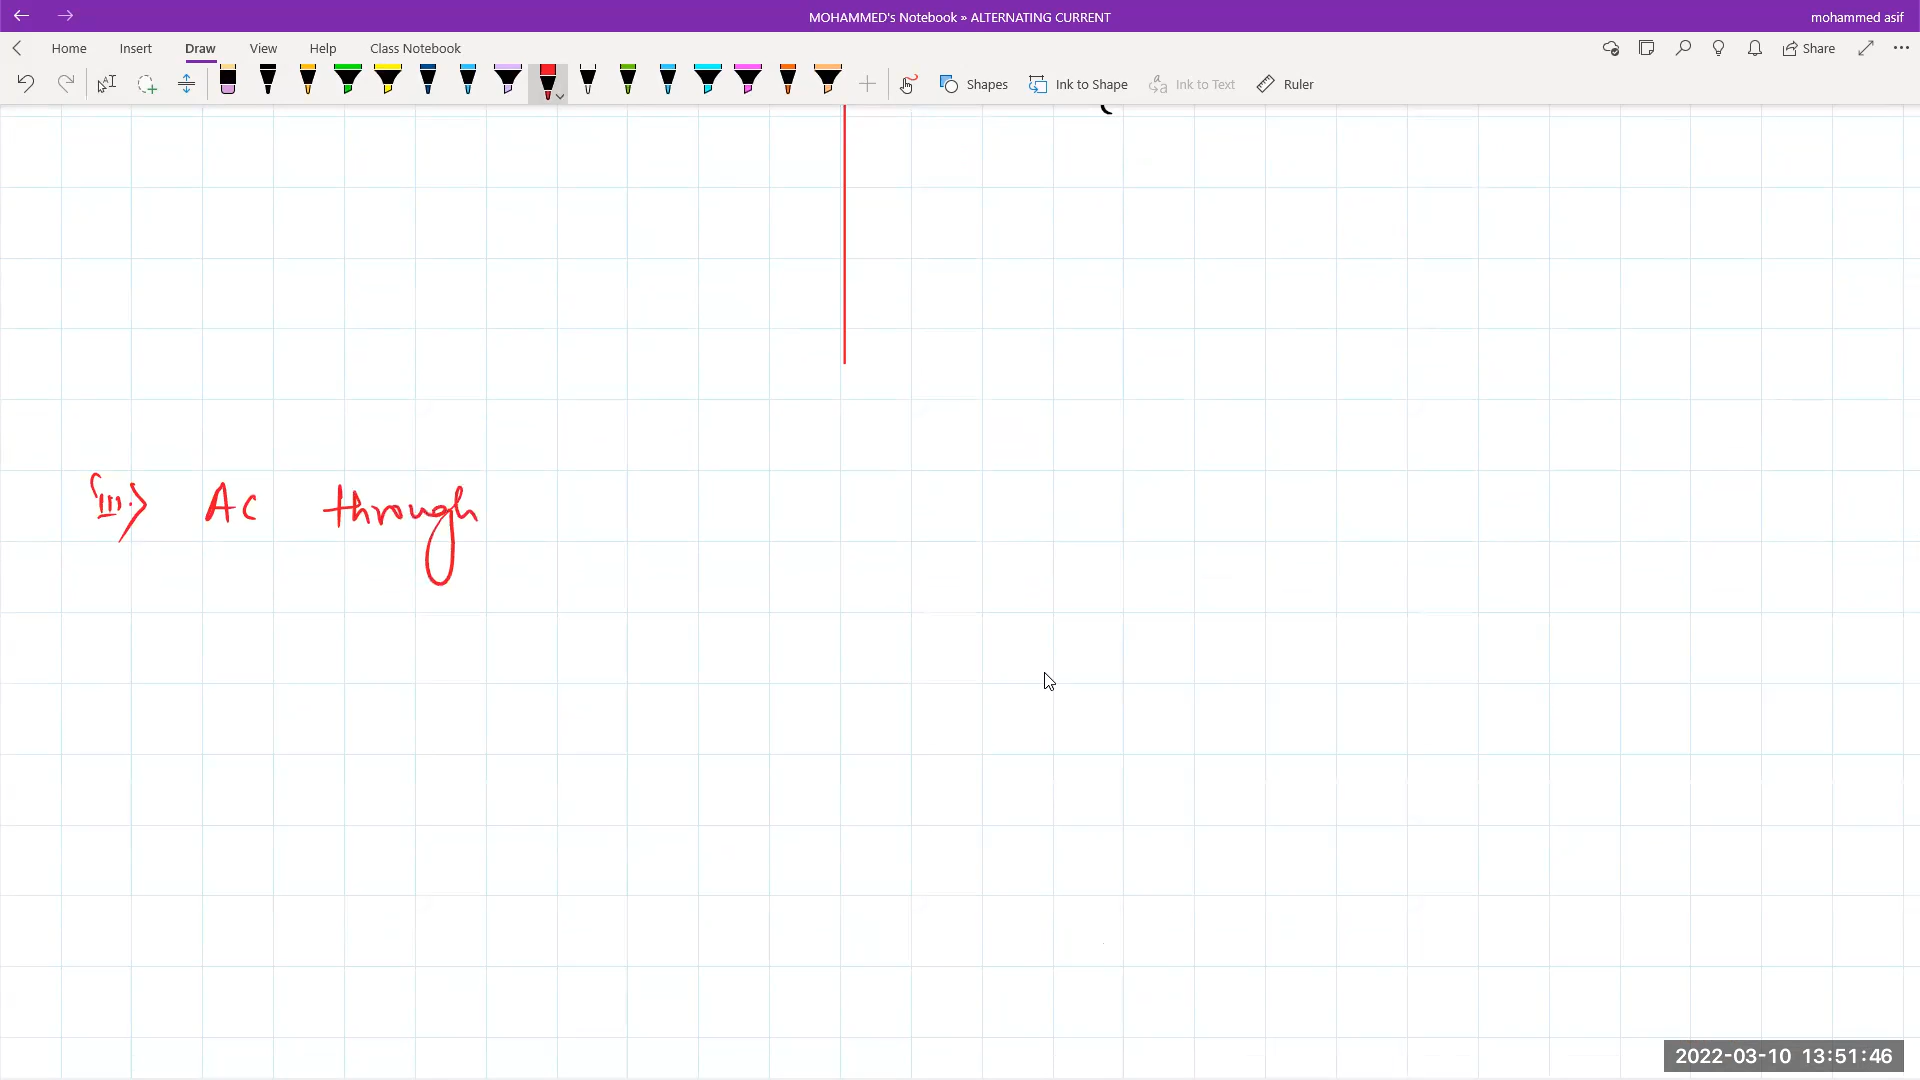 MOHAMMED's Notebook » ALTERNATING CURRENT
mohammed asif
Home Insert Draw View Help Class Notebook
Share
Shapes Ink to Shape Ink to Text Ruler
(iii) AC through
2022-03-10 13:51:46